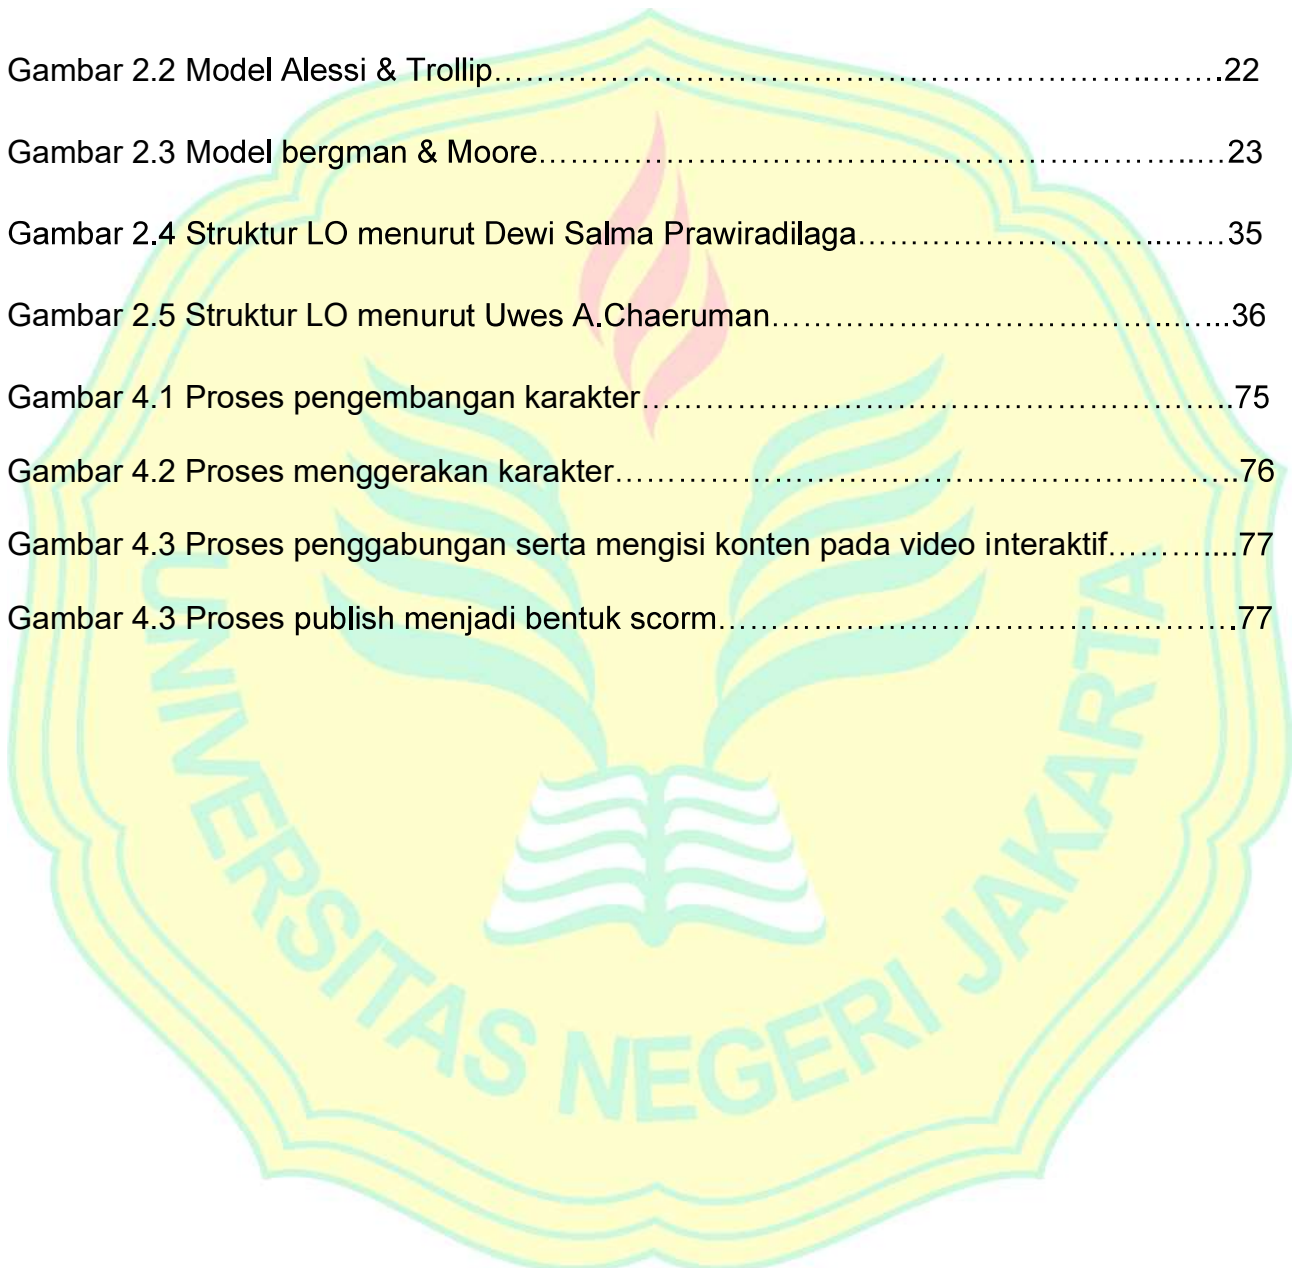 Gambar 2.2 Model Alessi & Trollip……………………………………………………..…….22
Gambar 2.3 Model bergman & Moore…………………………………………………..…23
Gambar 2.4 Struktur LO menurut Dewi Salma Prawiradilaga………………………..……35
Gambar 2.5 Struktur LO menurut Uwes A.Chaeruman……………………………...…...36
Gambar 4.1 Proses pengembangan karakter……………………………………………..75
Gambar 4.2 Proses menggerakan karakter………………………………………………..76
Gambar 4.3 Proses penggabungan serta mengisi konten pada video interaktif………....77
Gambar 4.3 Proses publish menjadi bentuk scorm……………………………………….77
UNIVERSITAS NEGERI JAKARTA